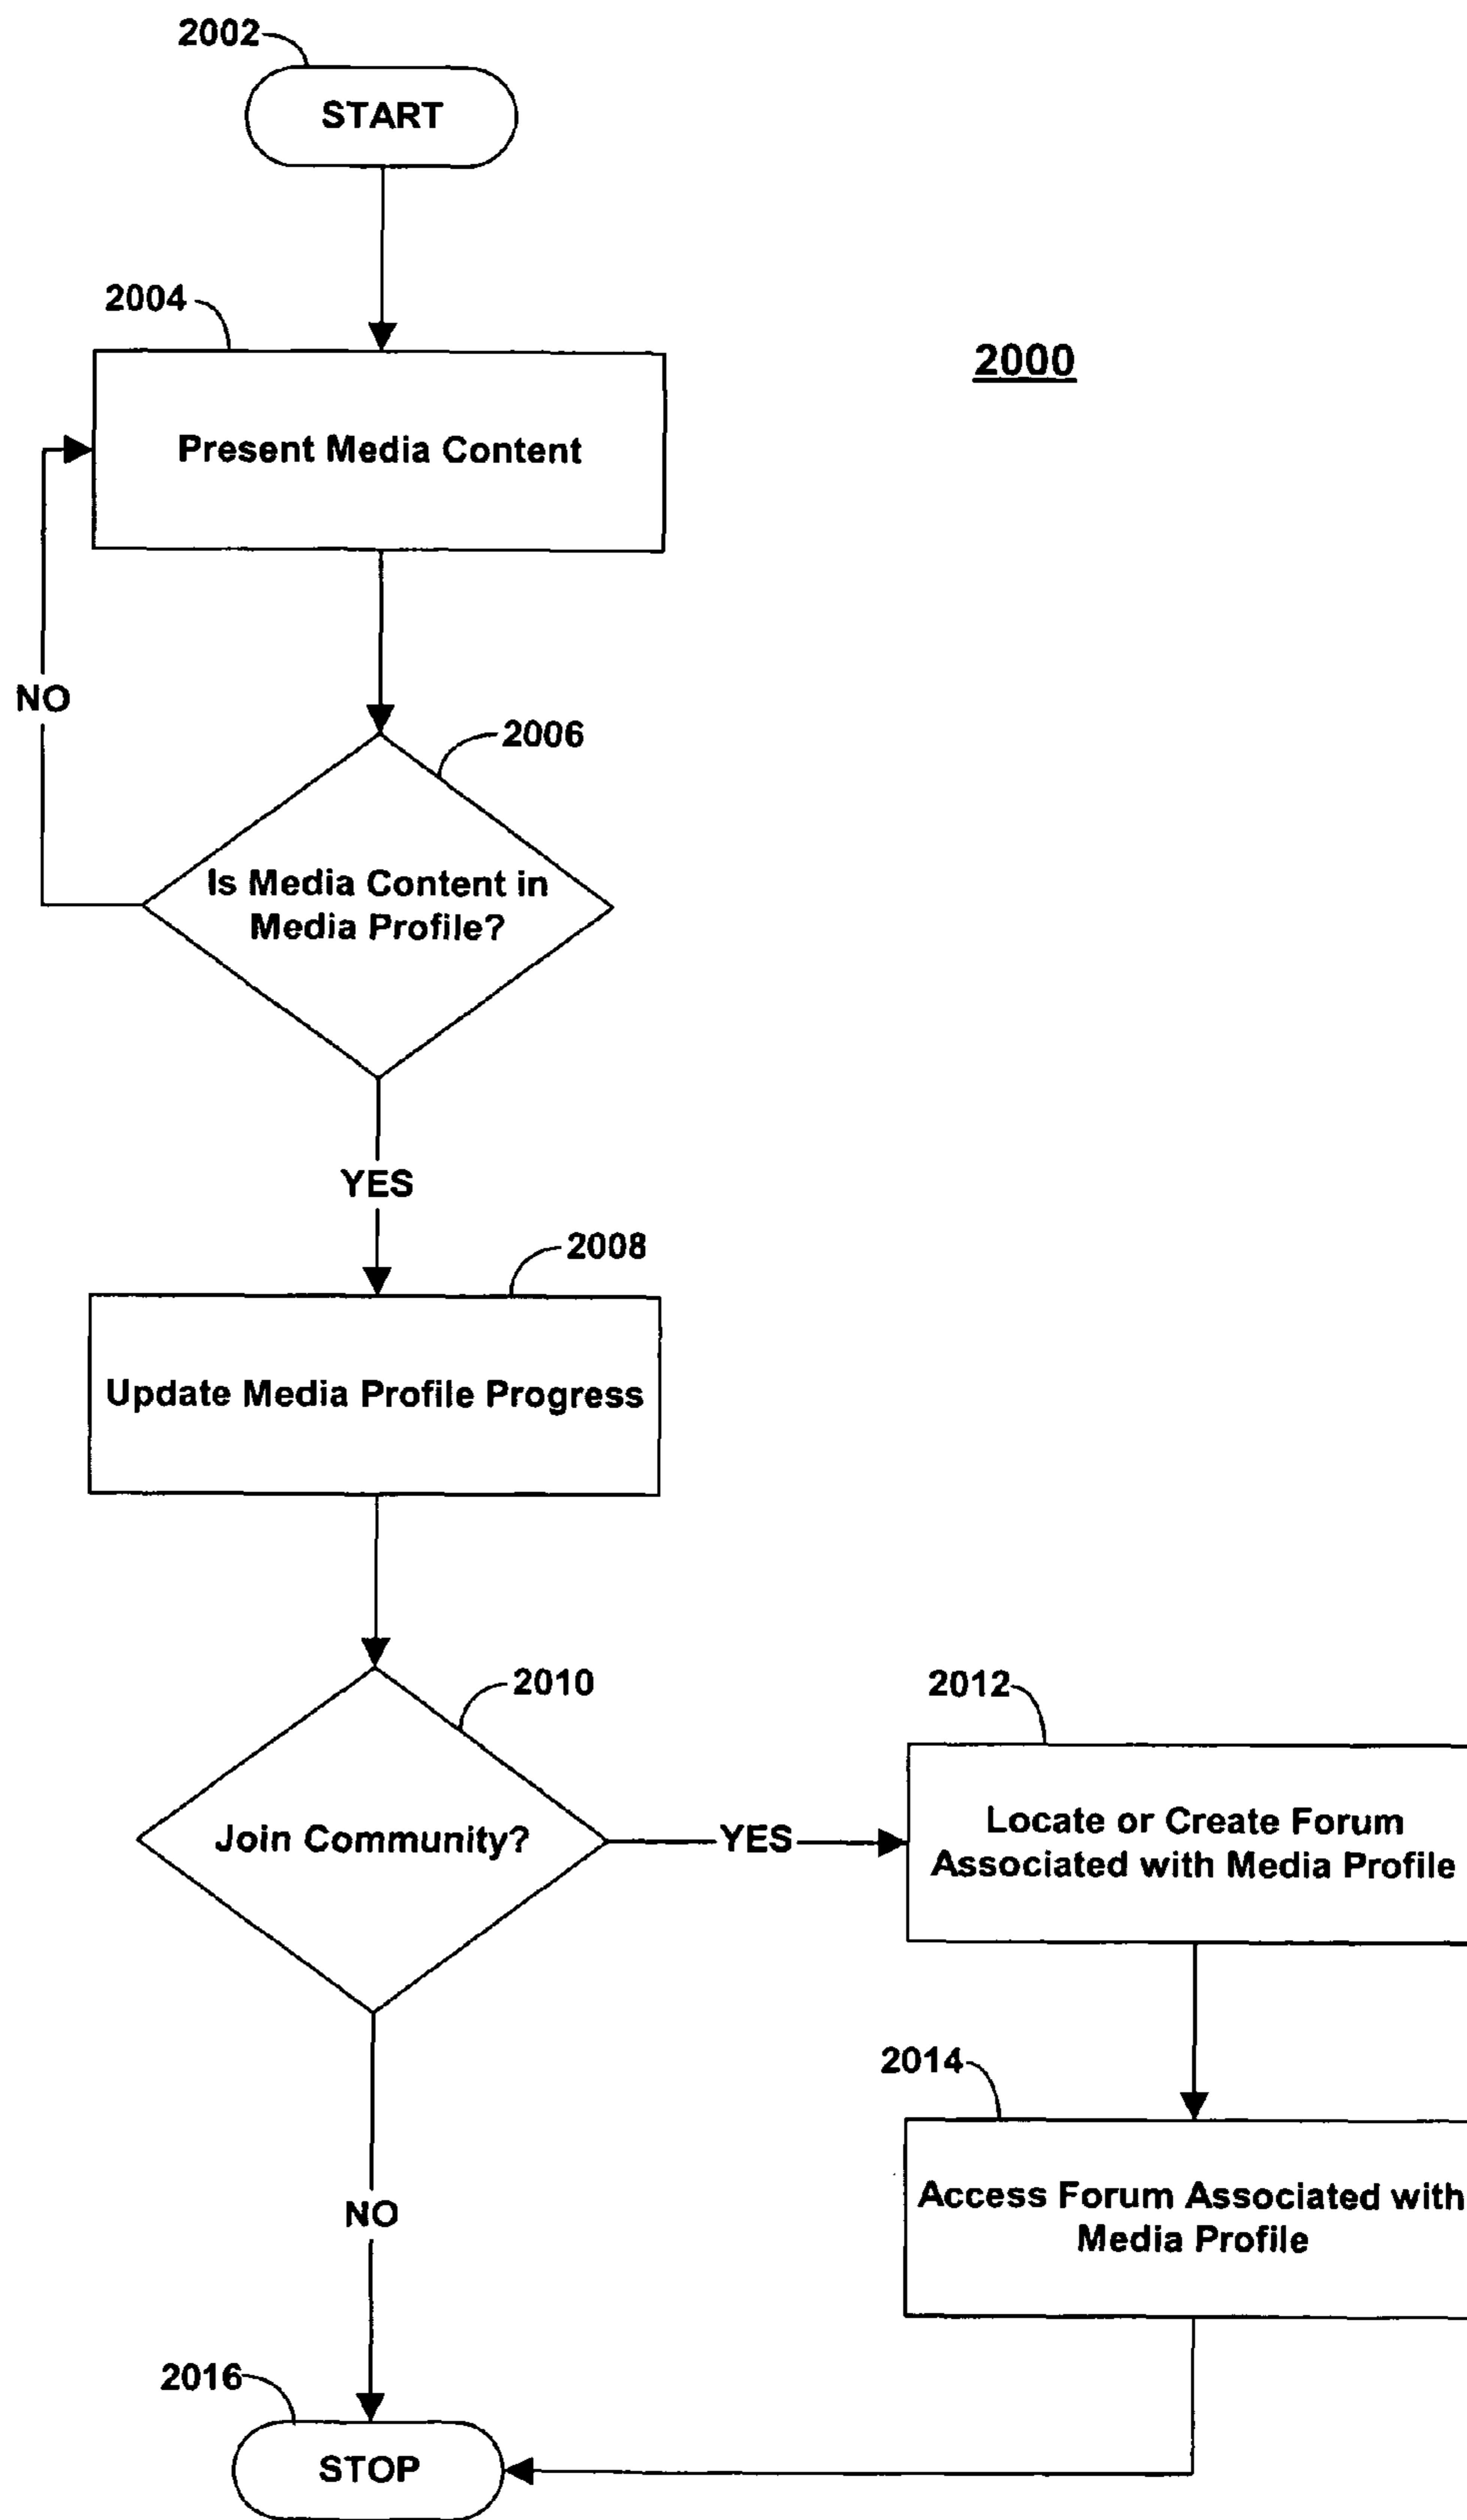 2002
START
2004
2000
Present Media Content
NO
2006
Is Media Content in
Media Profile?
YES
2008
Update Media Profile Progress
2010
2012
Join Community?
YES
Locate or Create Forum
Associated with Media Profile
2014
Access Forum Associated with
Media Profile
NO
2016
STOP